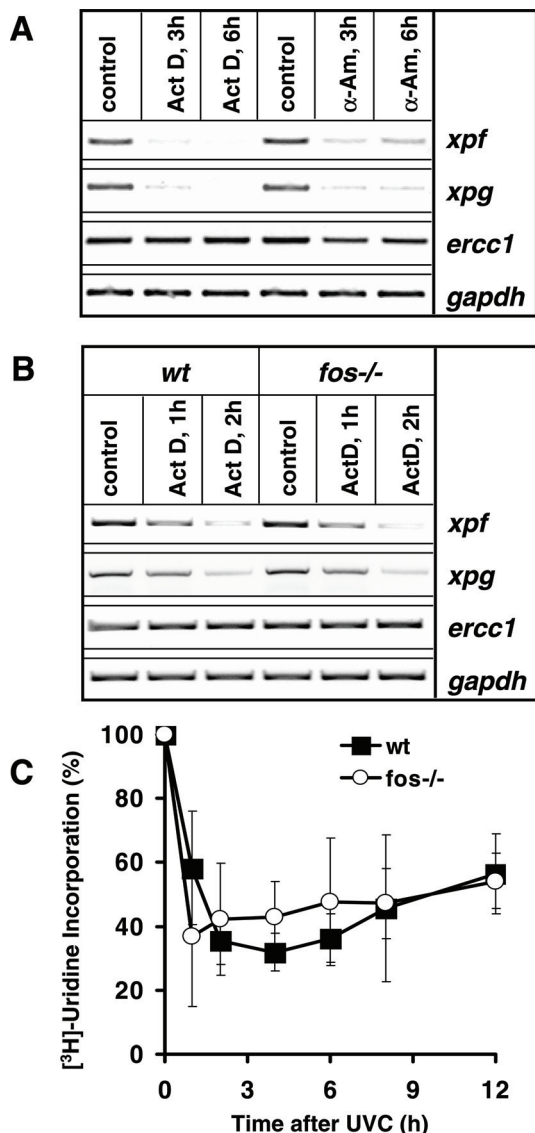 A
control
Act D, 3h
Act D, 6h
control
α-Am, 3h
α-Am, 6h
xpf
xpg
ercc1
gapdh
B
wt
fos-/-
control
Act D, 1h
Act D, 2h
control
ActD, 1h
ActD, 2h
xpf
xpg
ercc1
gapdh
C
[³H]-Uridine Incorporation (%)
100
80
60
40
20
0
wt
fos-/-
0
3
6
9
12
Time after UVC (h)